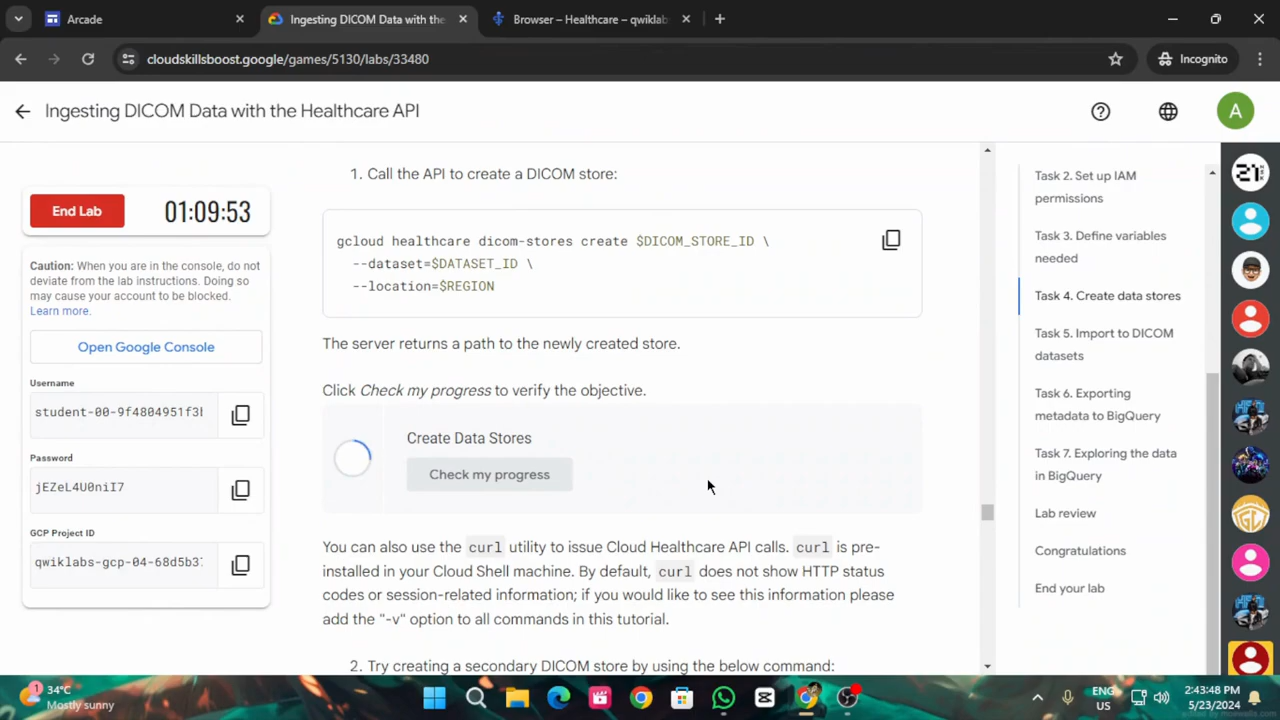 Arcade
Ingesting DICOM Data with the
Browser – Healthcare – qwiklab
cloudskillsboost.google/games/5130/labs/33480
Incognito
Ingesting DICOM Data with the Healthcare API
A
End Lab
01:09:53
Caution: When you are in the console, do not
deviate from the lab instructions. Doing so
may cause your account to be blocked.
Learn more.
Open Google Console
Username
student-00-9f4804951f3
Password
jEZeL4U0niI7
GCP Project ID
qwiklabs-gcp-04-68d5b3
1. Call the API to create a DICOM store:
gcloud healthcare dicom-stores create $DICOM_STORE_ID \
--dataset=$DATASET_ID \
--location=$REGION
The server returns a path to the newly created store.
Click Check my progress to verify the objective.
Create Data Stores
Check my progress
You can also use the curl utility to issue Cloud Healthcare API calls. curl is pre-
installed in your Cloud Shell machine. By default, curl does not show HTTP status
codes or session-related information; if you would like to see this information please
add the "-v" option to all commands in this tutorial.
2. Try creating a secondary DICOM store by using the below command:
Task 2. Set up IAM
permissions
Task 3. Define variables
needed
Task 4. Create data stores
Task 5. Import to DICOM
datasets
Task 6. Exporting
metadata to BigQuery
Task 7. Exploring the data
in BigQuery
Lab review
Congratulations
End your lab
1
34°C
Mostly sunny
ENG
US
2:43:48 PM
5/23/2024